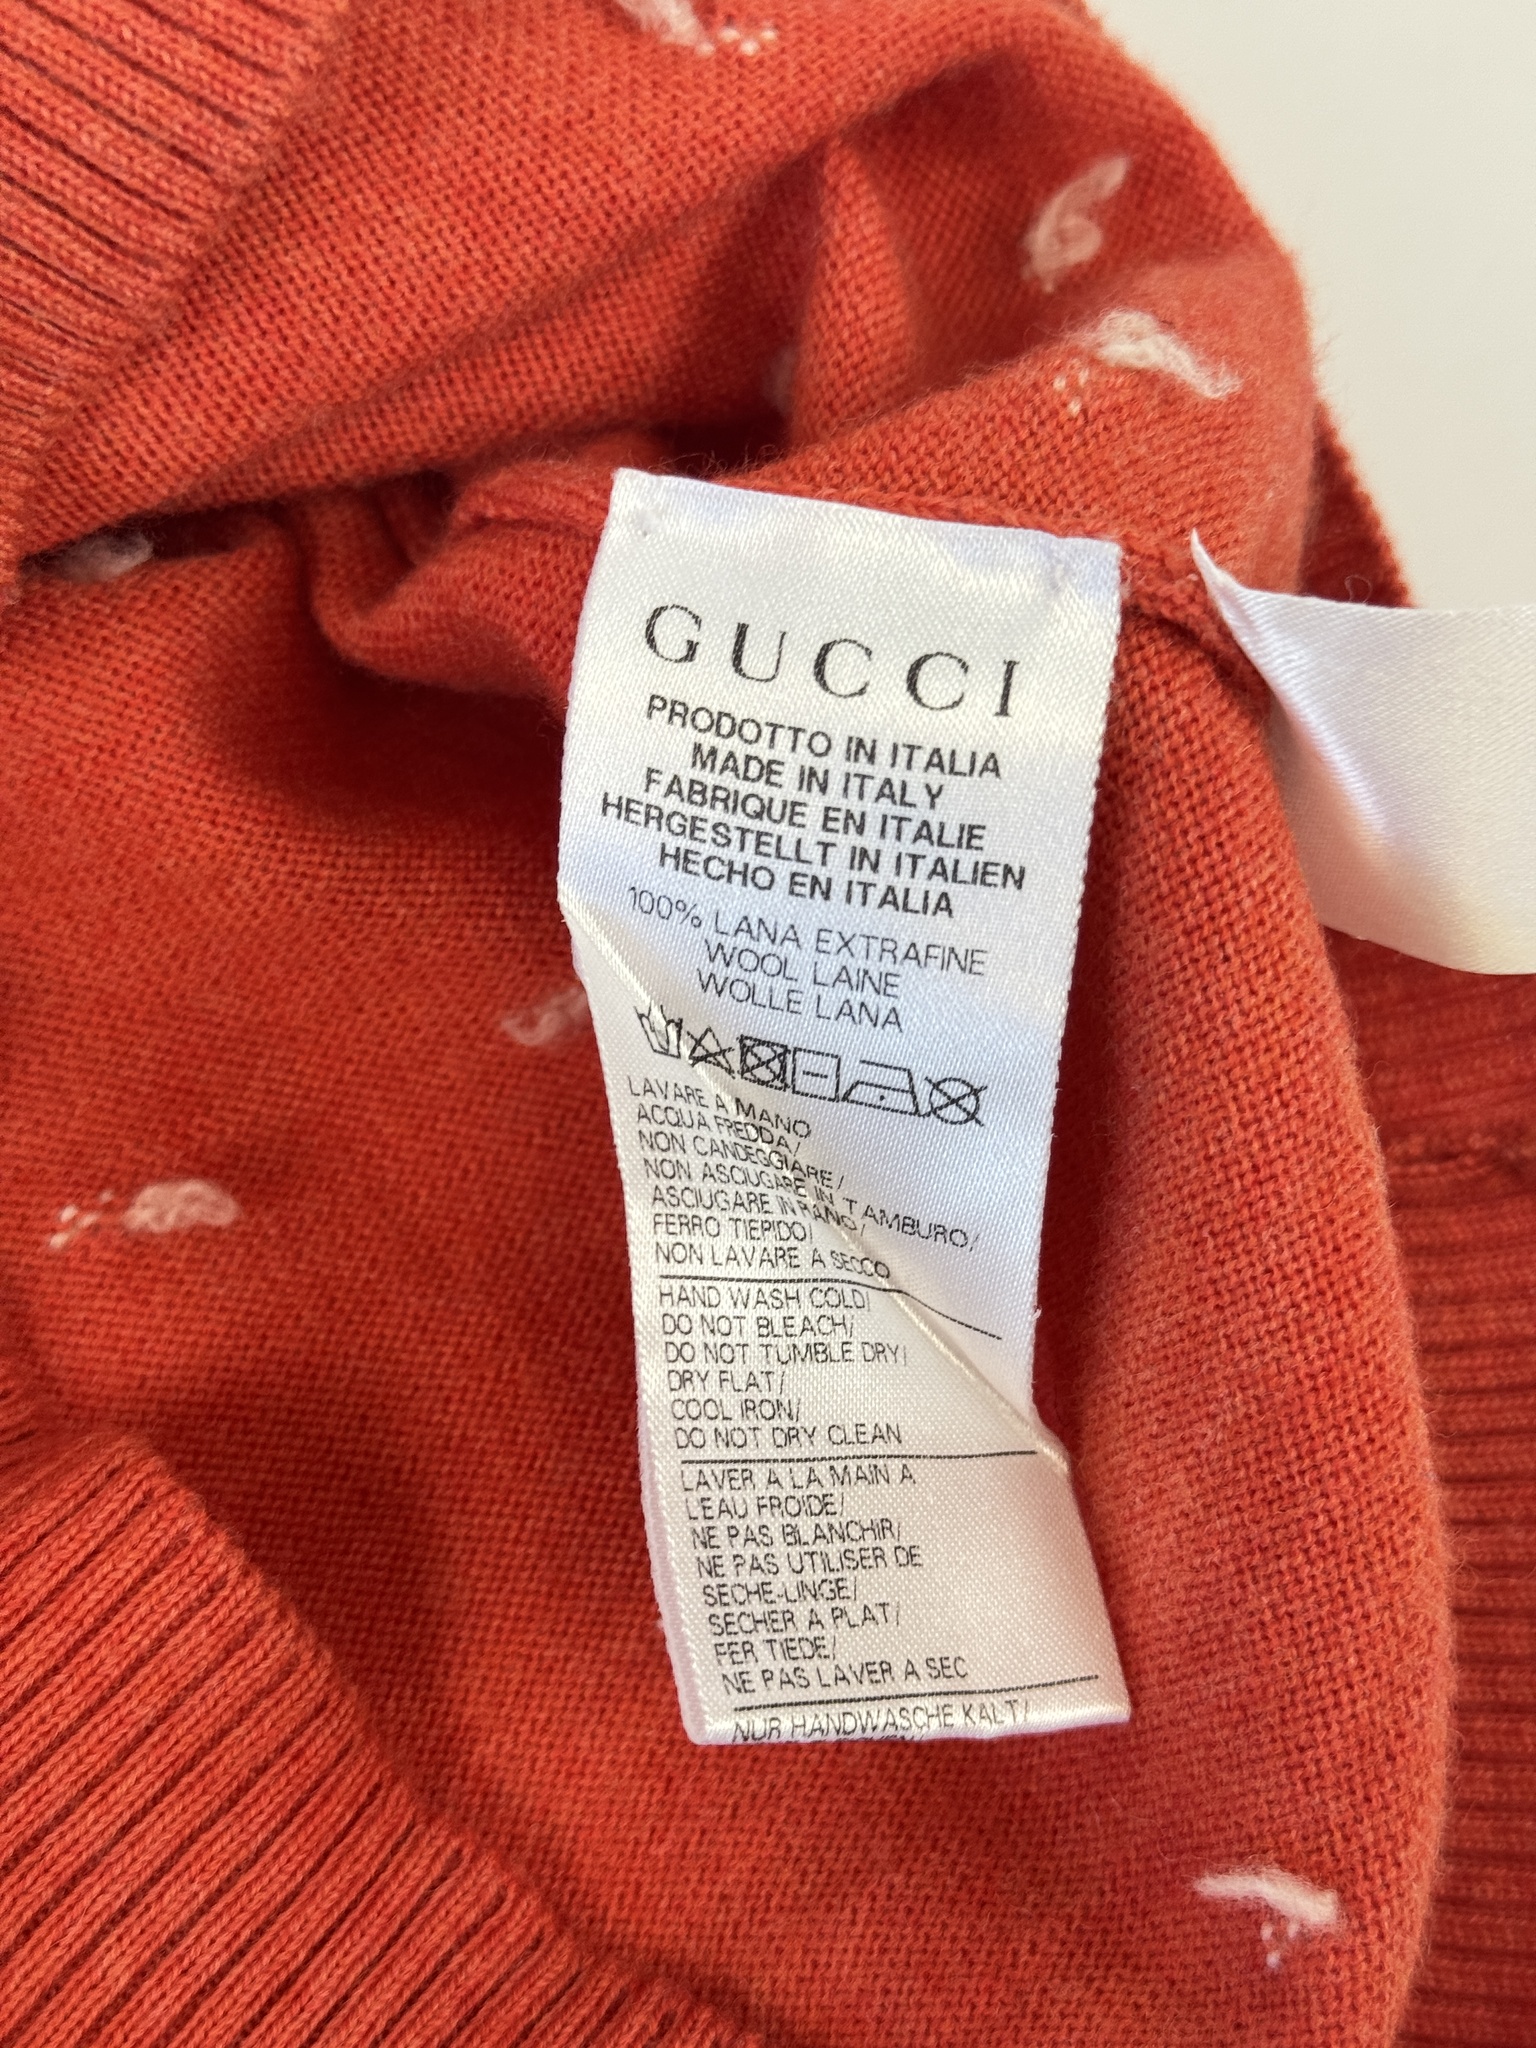 GUCCI
PRODOTTO IN ITALIA
MADE IN ITALY
FABRIQUE EN ITALIE
HERGESTELLT IN ITALIEN
HECHO EN ITALIA
100% LANA EXTRAFINE
WOOL LAINE
WOLLE LANA
LAVARE A MANO
ACQUA FREDDA/
NON CANDEGGIARE/
NON ASCIUGARE IN TAMBURO/
ASCIUGARE IN PIANO/
FERRO TIEPIDO/
NON LAVARE A SECCO
HAND WASH COLD/
DO NOT BLEACH/
DO NOT TUMBLE DRY/
DRY FLAT/
COOL IRON/
DO NOT DRY CLEAN
LAVER A LA MAIN A
L'EAU FROIDE/
NE PAS BLANCHIR/
NE PAS UTILISER DE
SECHE-LINGE/
SECHER A PLAT/
FER TIEDE/
NE PAS LAVER A SEC
NUR HANDWASCHE KALT/